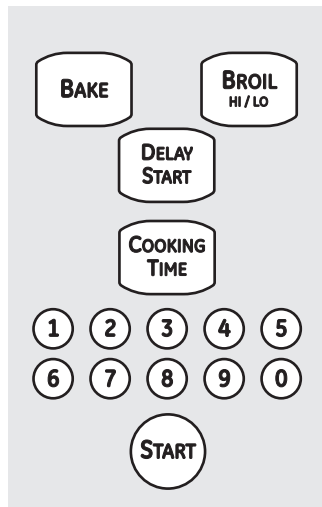 BAKE
BROIL
HI / LO
DELAY
START
COOKING
TIME
1 2 3 4 5
6 7 8 9 0
START